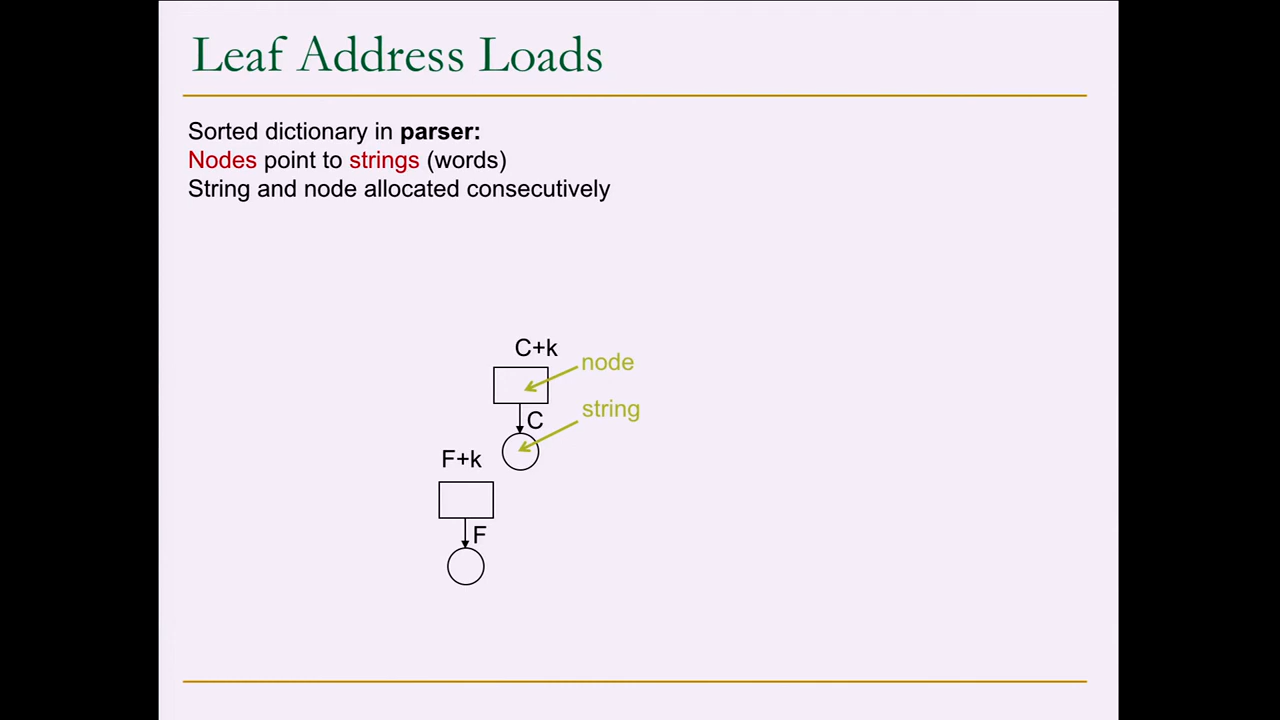 Leaf Address Loads
Sorted dictionary in parser:
Nodes point to strings (words)
String and node allocated consecutively
C+k
node
C
string
F+k
F